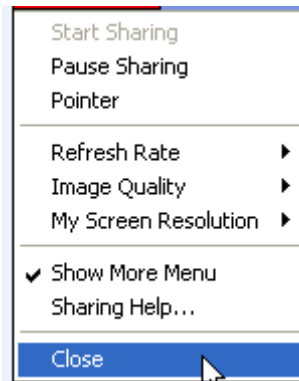 Start Sharing
Pause Sharing
Pointer
Refresh Rate
Image Quality
My Screen Resolution
Show More Menu
Sharing Help...
Close